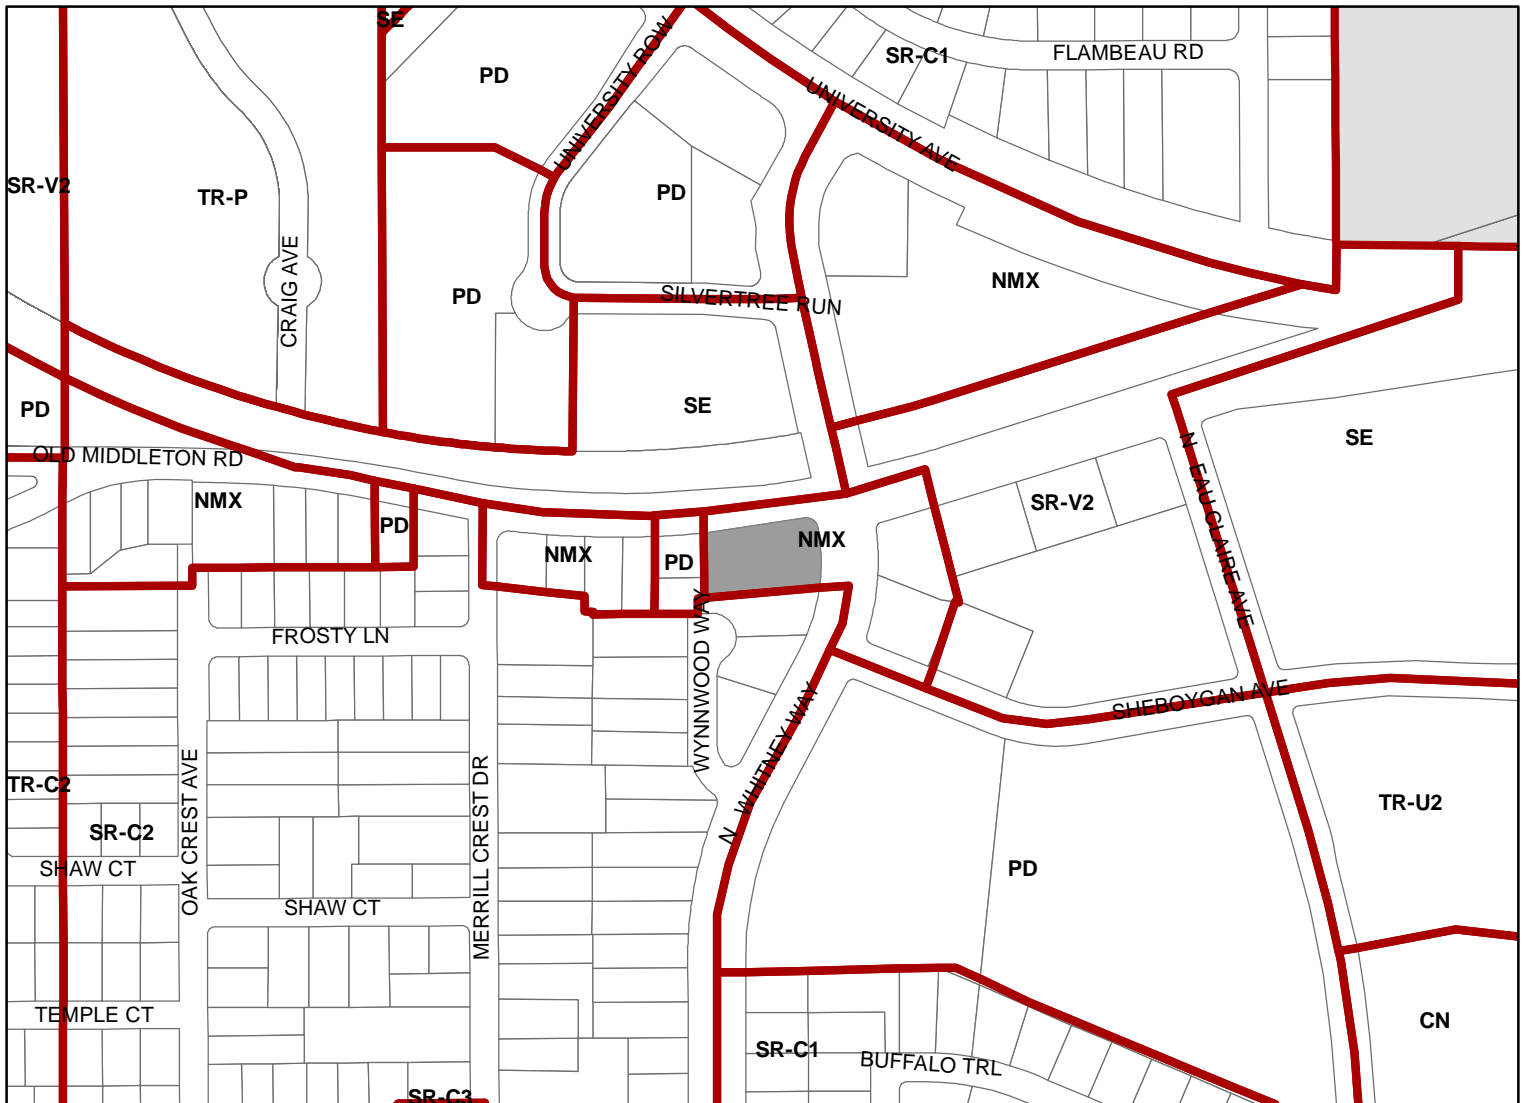 SE
SR-C1
FLAMBEAU RD
PD
UNIVERSITY ROW
UNIVERSITY AVE
SR-V2
TR-P
PD
CRAIG AVE
PD
SILVERTREE RUN
NMX
PD
SE
SE
OLD MIDDLETON RD
NMX
PD
NMX
PD
NMX
SR-V2
N EAU CLAIRE AVE
FROSTY LN
WYNNWOOD WAY
N WHITNEY WAY
SHEBOYGAN AVE
TR-C2
SR-C2
OAK CREST AVE
MERRILL CREST DR
TR-U2
SHAW CT
SHAW CT
PD
TEMPLE CT
SR-C1
BUFFALO TRL
CN
SR-C3